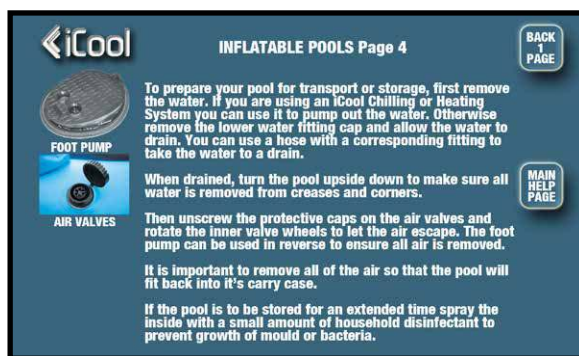 iCool
INFLATABLE POOLS Page 4
BACK
1
PAGE
To prepare your pool for transport or storage, first remove
the water. If you are using an iCool Chilling or Heating
System you can use it to pump out the water. Otherwise
remove the lower water fitting cap and allow the water to
drain. You can use a hose with a corresponding fitting to
take the water to a drain.
FOOT PUMP
When drained, turn the pool upside down to make sure all
water is removed from creases and corners.
MAIN
HELP
PAGE
AIR VALVES
Then unscrew the protective caps on the air valves and
rotate the inner valve wheels to let the air escape. The foot
pump can be used in reverse to ensure all air is removed.
It is important to remove all of the air so that the pool will
fit back into it's carry case.
If the pool is to be stored for an extended time spray the
inside with a small amount of household disinfectant to
prevent growth of mould or bacteria.